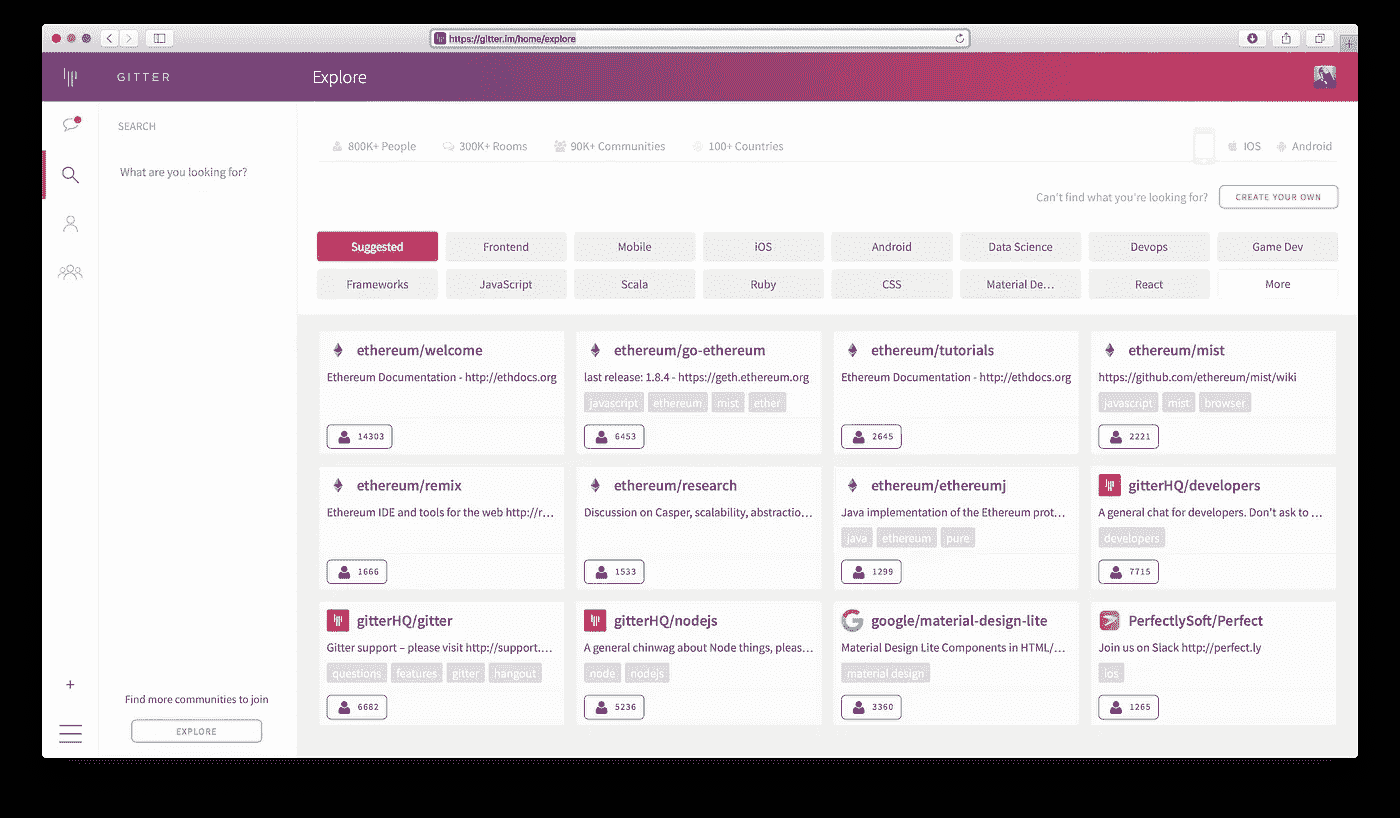 https://gitter.im/home/explore
GITTER
Explore
SEARCH
What are you looking for?
800K+ People 300K+ Rooms 90K+ Communities 100+ Countries
IOS Android
Can't find what you're looking for? CREATE YOUR OWN
Suggested Frontend Mobile iOS Android Data Science Devops Game Dev
Frameworks JavaScript Scala Ruby CSS Material De… React More
ethereum/welcome
Ethereum Documentation - http://ethdocs.org
14303
ethereum/go-ethereum
last release: 1.8.4 - https://geth.ethereum.org
javascript ethereum mist ether
6453
ethereum/tutorials
Ethereum Documentation - http://ethdocs.org
2645
ethereum/mist
https://github.com/ethereum/mist/wiki
javascript mist browser
2221
ethereum/remix
Ethereum IDE and tools for the web http://r…
1666
ethereum/research
Discussion on Casper, scalability, abstractio…
1533
ethereum/ethereumj
Java implementation of the Ethereum prot…
java ethereum pure
1299
gitterHQ/developers
A general chat for developers. Don't ask to …
developers
7715
gitterHQ/gitter
Gitter support – please visit http://support.…
questions features gitter hangout
6682
gitterHQ/nodejs
A general chinwag about Node things, pleas…
node nodejs
5236
google/material-design-lite
Material Design Lite Components in HTML/…
material design
3360
PerfectlySoft/Perfect
Join us on Slack http://perfect.ly
ios
1265
Find more communities to join
EXPLORE